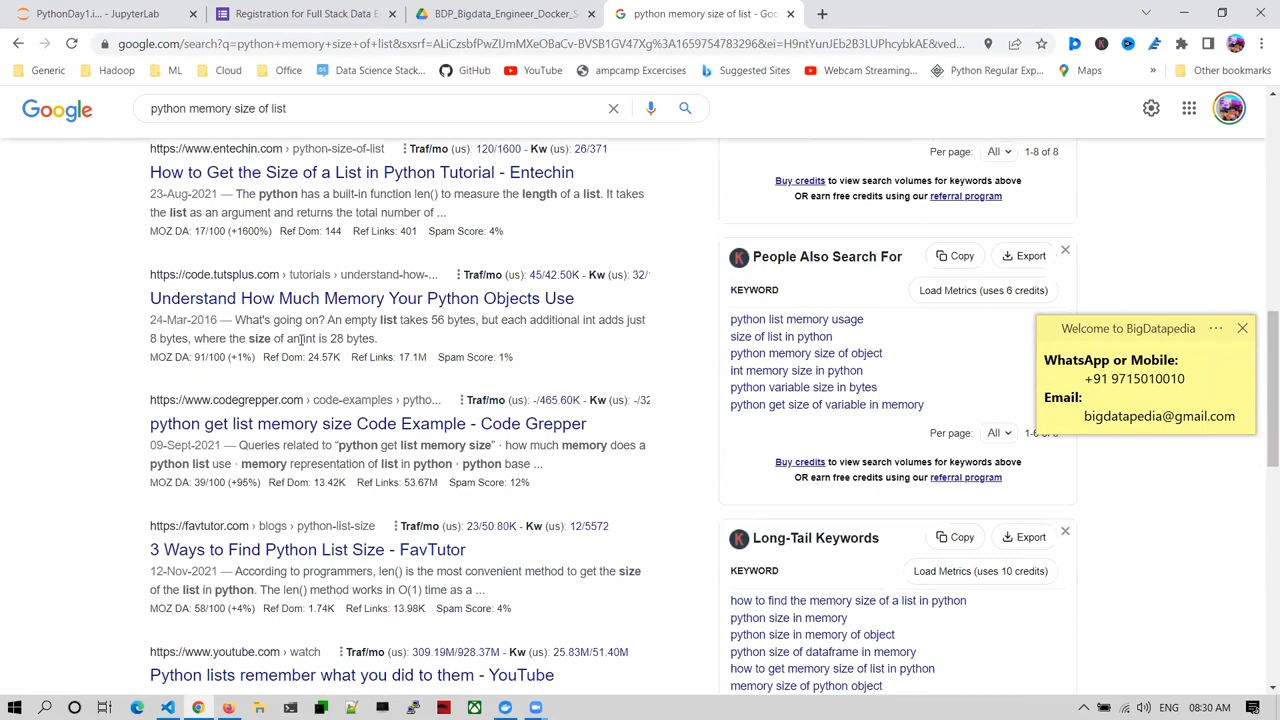 PythonDay1.... - JupyterLab
Registration for Full Stack Data E
BDP_Bigdata_Engineer_Docker_S
python memory size of list - Goo
google.com/search?q=python+memory+size+of+list&sxsrf=ALiCzsbfPvZIJmMXeOBaCv-BVSB1GV47Xg%3A1659754783296&ei=H9ntYunJEb2B3LUPhcybkAE&ved...
Generic
Hadoop
ML
Cloud
Office
Data Science Stack...
GitHub
YouTube
ampcamp Excercises
Suggested Sites
Webcam Streaming...
Python Regular Exp...
Maps
»
Other bookmarks
Google
python memory size of list
https://www.entechin.com › python-size-of-list Traf/mo (us): 120/1600 - Kw (us): 26/371
How to Get the Size of a List in Python Tutorial - Entechin
23-Aug-2021 — The python has a built-in function len() to measure the length of a list. It takes
the list as an argument and returns the total number of ...
MOZ DA: 17/100 (+1600%) Ref Dom: 144 Ref Links: 401 Spam Score: 4%
https://code.tutsplus.com › tutorials › understand-how-... Traf/mo (us): 45/42.50K - Kw (us): 32/
Understand How Much Memory Your Python Objects Use
24-Mar-2016 — What's going on? An empty list takes 56 bytes, but each additional int adds just
8 bytes, where the size of an int is 28 bytes.
MOZ DA: 91/100 (+1%) Ref Dom: 24.57K Ref Links: 17.1M Spam Score: 1%
https://www.codegrepper.com › code-examples › pytho... Traf/mo (us): -/465.60K - Kw (us): -/32
python get list memory size Code Example - Code Grepper
09-Sept-2021 — Queries related to “python get list memory size” · how much memory does a
python list use · memory representation of list in python · python base ...
MOZ DA: 39/100 (+95%) Ref Dom: 13.42K Ref Links: 53.67M Spam Score: 12%
https://favtutor.com › blogs › python-list-size Traf/mo (us): 23/50.80K - Kw (us): 12/5572
3 Ways to Find Python List Size - FavTutor
12-Nov-2021 — According to programmers, len() is the most convenient method to get the size
of the list in python. The len() method works in O(1) time as a ...
MOZ DA: 58/100 (+4%) Ref Dom: 1.74K Ref Links: 13.98K Spam Score: 4%
https://www.youtube.com › watch Traf/mo (us): 309.19M/928.37M - Kw (us): 25.83M/51.40M
Python lists remember what you did to them - YouTube
Per page: All 1-8 of 8
Buy credits to view search volumes for keywords above
OR earn free credits using our referral program
People Also Search For Copy Export
KEYWORD Load Metrics (uses 6 credits)
python list memory usage
size of list in python
python memory size of object
int memory size in python
python variable size in bytes
python get size of variable in memory
Per page: All
Buy credits to view search volumes for keywords above
OR earn free credits using our referral program
Long-Tail Keywords Copy Export
KEYWORD Load Metrics (uses 10 credits)
how to find the memory size of a list in python
python size in memory
python size in memory of object
python size of dataframe in memory
how to get memory size of list in python
memory size of python object
Welcome to BigDatapedia
WhatsApp or Mobile:
+91 9715010010
Email:
bigdatapedia@gmail.com
ENG 08:30 AM